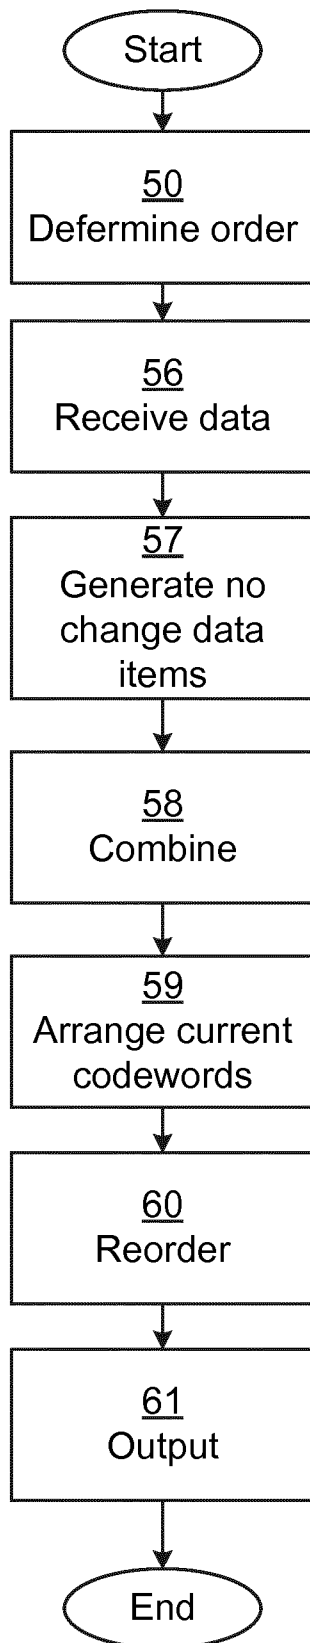 Start
50
Defermine order
56
Receive data
57
Generate no
change data
items
58
Combine
59
Arrange current
codewords
60
Reorder
61
Output
End